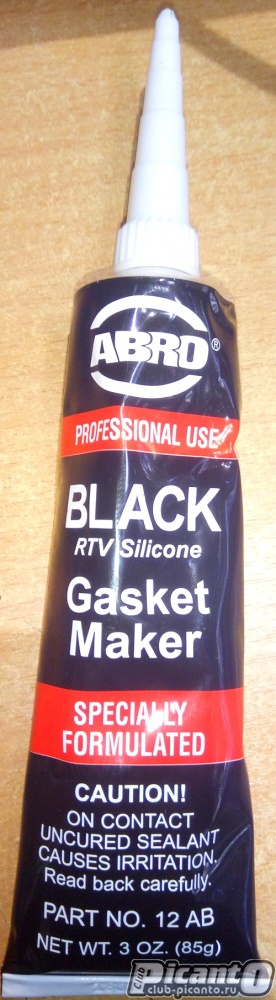 ABRO®
PROFESSIONAL USE
BLACK
RTV Silicone
Gasket
Maker
SPECIALLY
FORMULATED
CAUTION!
ON CONTACT
UNCURED SEALANT
CAUSES IRRITATION.
Read back carefully.
PART NO. 12 AB
NET WT. 3 OZ. (85g)
Club PicantO
club-picanto.ru